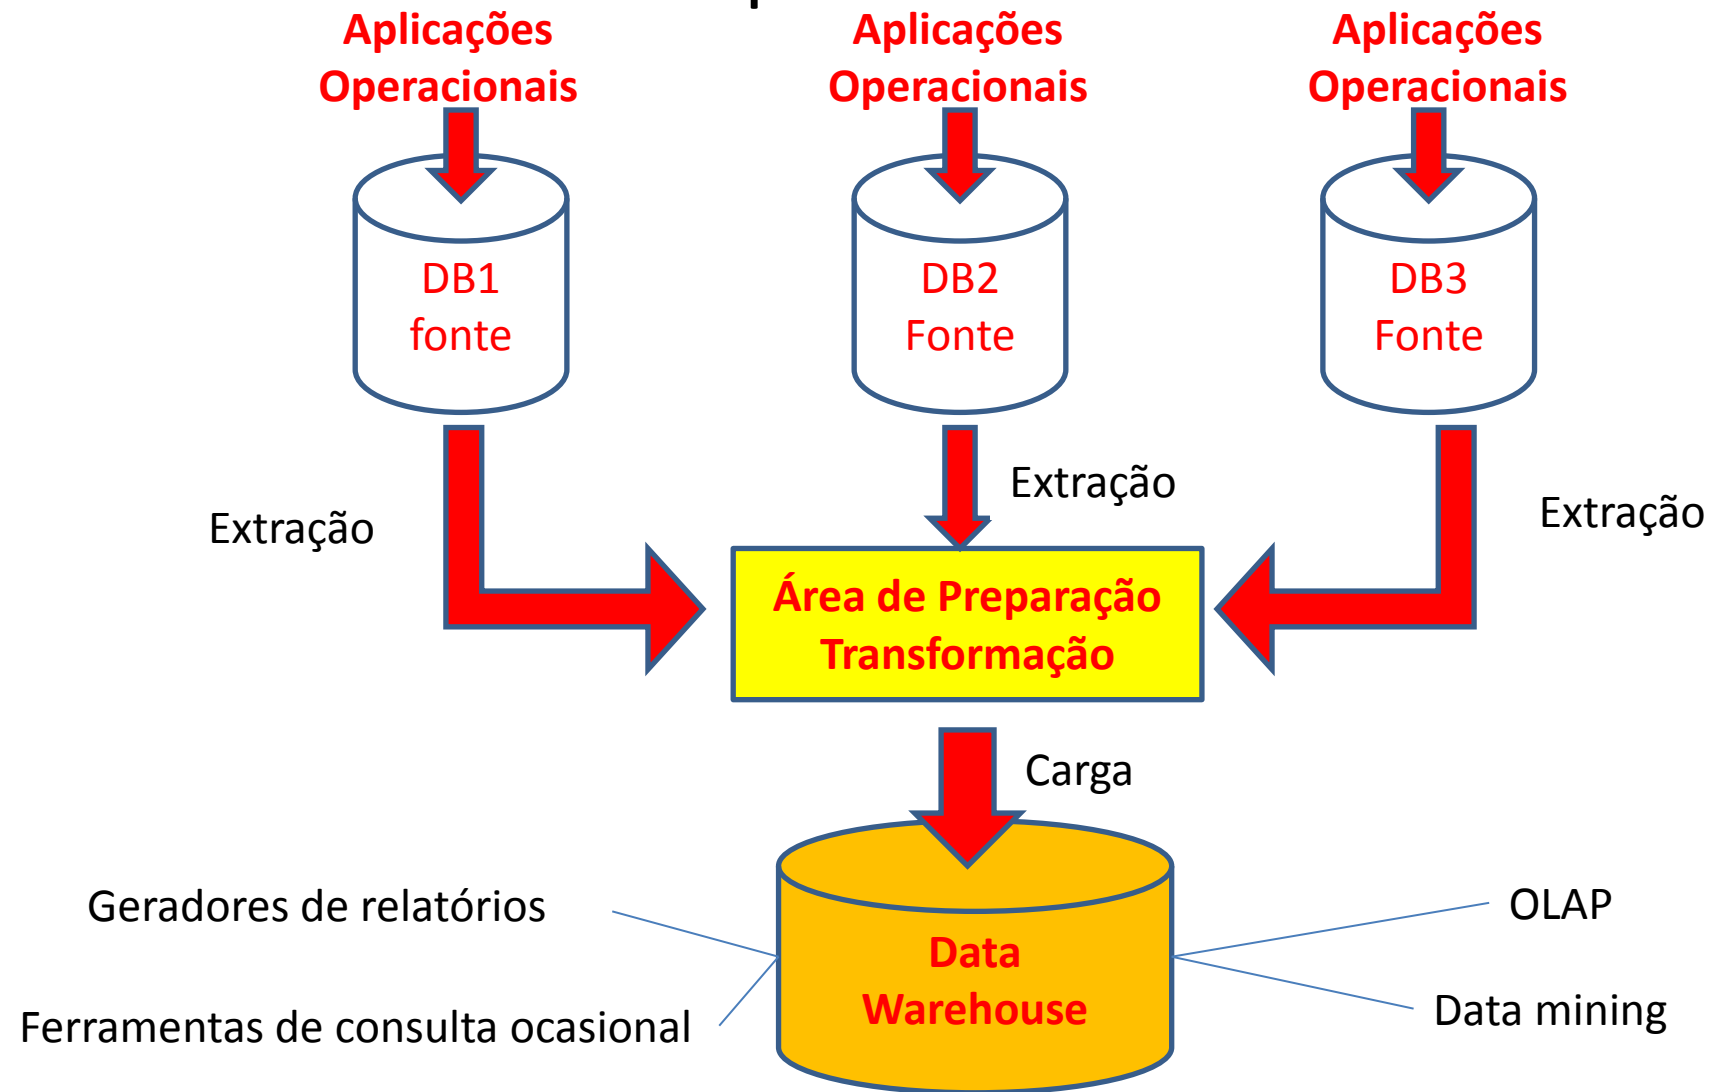 Aplicações
Operacionais
Aplicações
Operacionais
Aplicações
Operacionais
DB1
fonte
DB2
Fonte
DB3
Fonte
Extração
Extração
Extração
Área de Preparação
Transformação
Carga
Geradores de relatórios
Ferramentas de consulta ocasional
Data
Warehouse
OLAP
Data mining